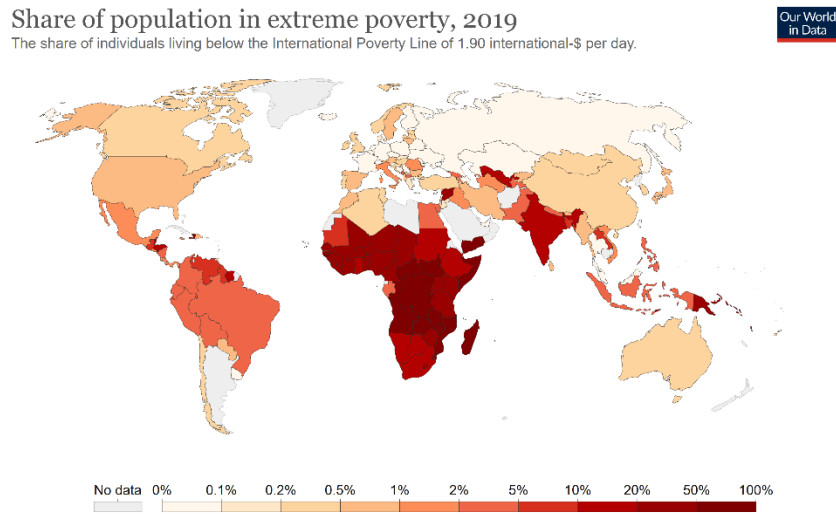 Share of population in extreme poverty, 2019
Our World
in Data
The share of individuals living below the International Poverty Line of 1.90 international-$ per day.
No data 0% 0.1% 0.2% 0.5% 1% 2% 5% 10% 20% 50% 100%